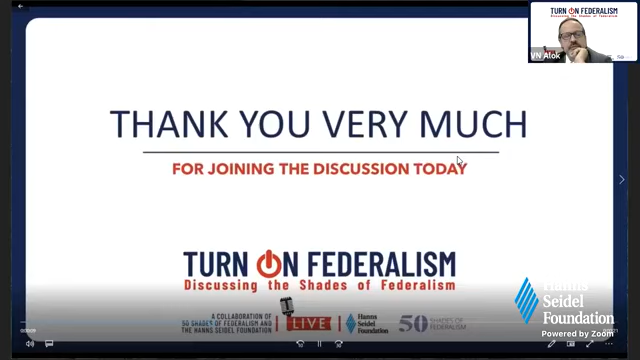 TURN ON FEDERALISM
Discussing the Shades of Federalism
VN Alok
50
THANK YOU VERY MUCH
FOR JOINING THE DISCUSSION TODAY
TURN ON FEDERALISM
Discussing the Shades of Federalism
A COLLABORATION OF
50 SHADES OF FEDERALISM AND
THE HANNS SEIDEL FOUNDATION
LIVE
Hanns
Seidel
Foundation
50 SHADES OF
FEDERALISM
Hanns
Seidel
Foundation
Powered by Zoom